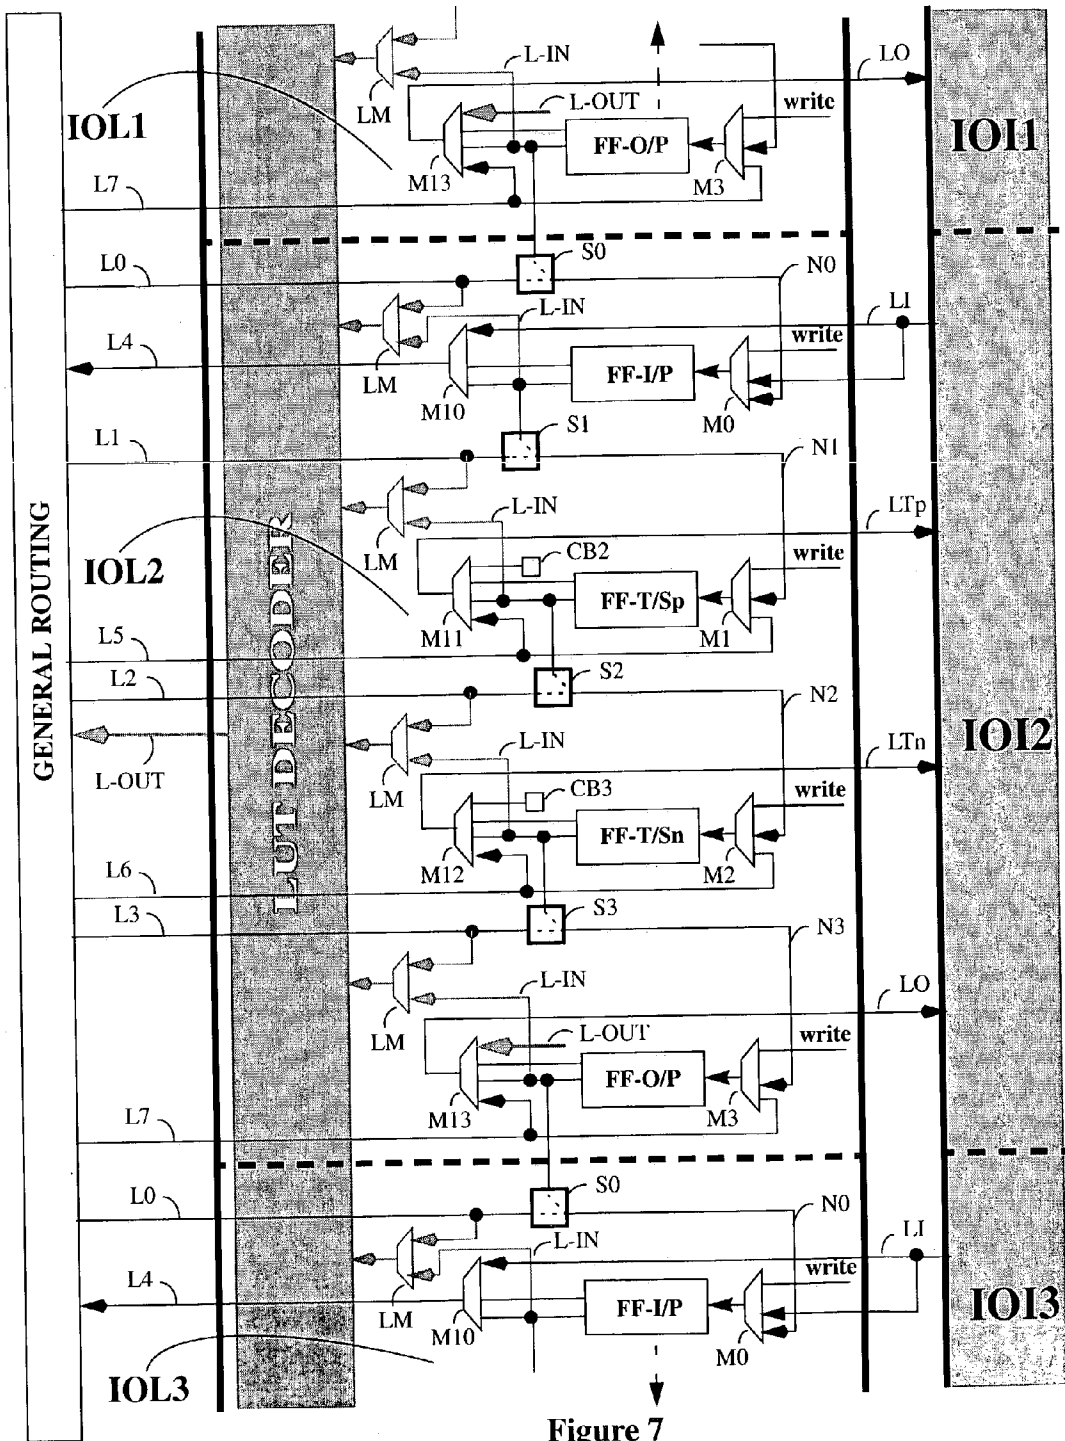 L-IN
LO
LM
L-OUT
write
IOL1
IOI1
FF-O/P
M13
M3
L7
S0
L0
N0
L-IN
LI
write
L4
LM
FF-I/P
M10
M0
S1
L1
N1
L-IN
LTp
LM
CB2
write
IOL2
FF-T/Sp
M11
M1
L5
S2
L2
N2
L-IN
LTn
L-OUT
LM
CB3
write
IOI2
FF-T/Sn
M12
M2
L6
S3
L3
N3
L-IN
LO
LM
L-OUT
write
FF-O/P
M13
M3
L7
S0
L0
N0
L-IN
LI
write
L4
LM
FF-I/P
M10
M0
IOI3
IOL3
GENERAL ROUTING
LUT DECODER
Figure 7